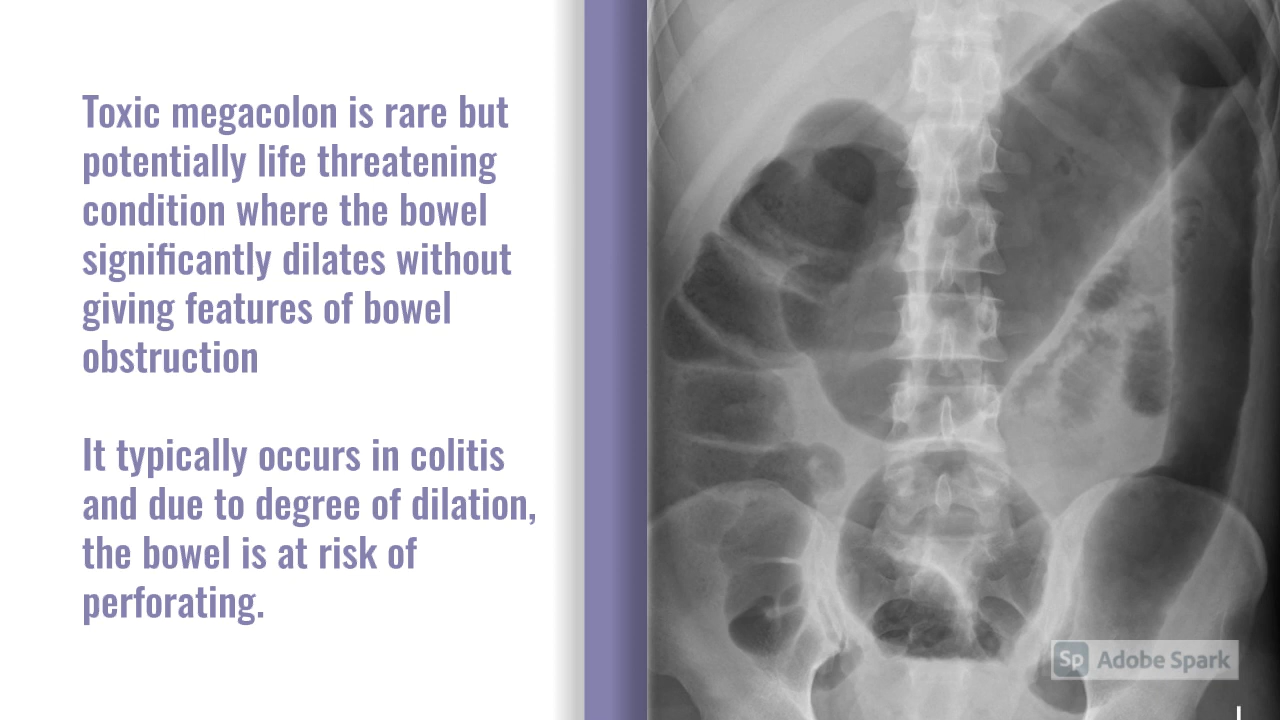 Toxic megacolon is rare but
potentially life threatening
condition where the bowel
significantly dilates without
giving features of bowel
obstruction
It typically occurs in colitis
and due to degree of dilation,
the bowel is at risk of
perforating.
Sp Adobe Spark